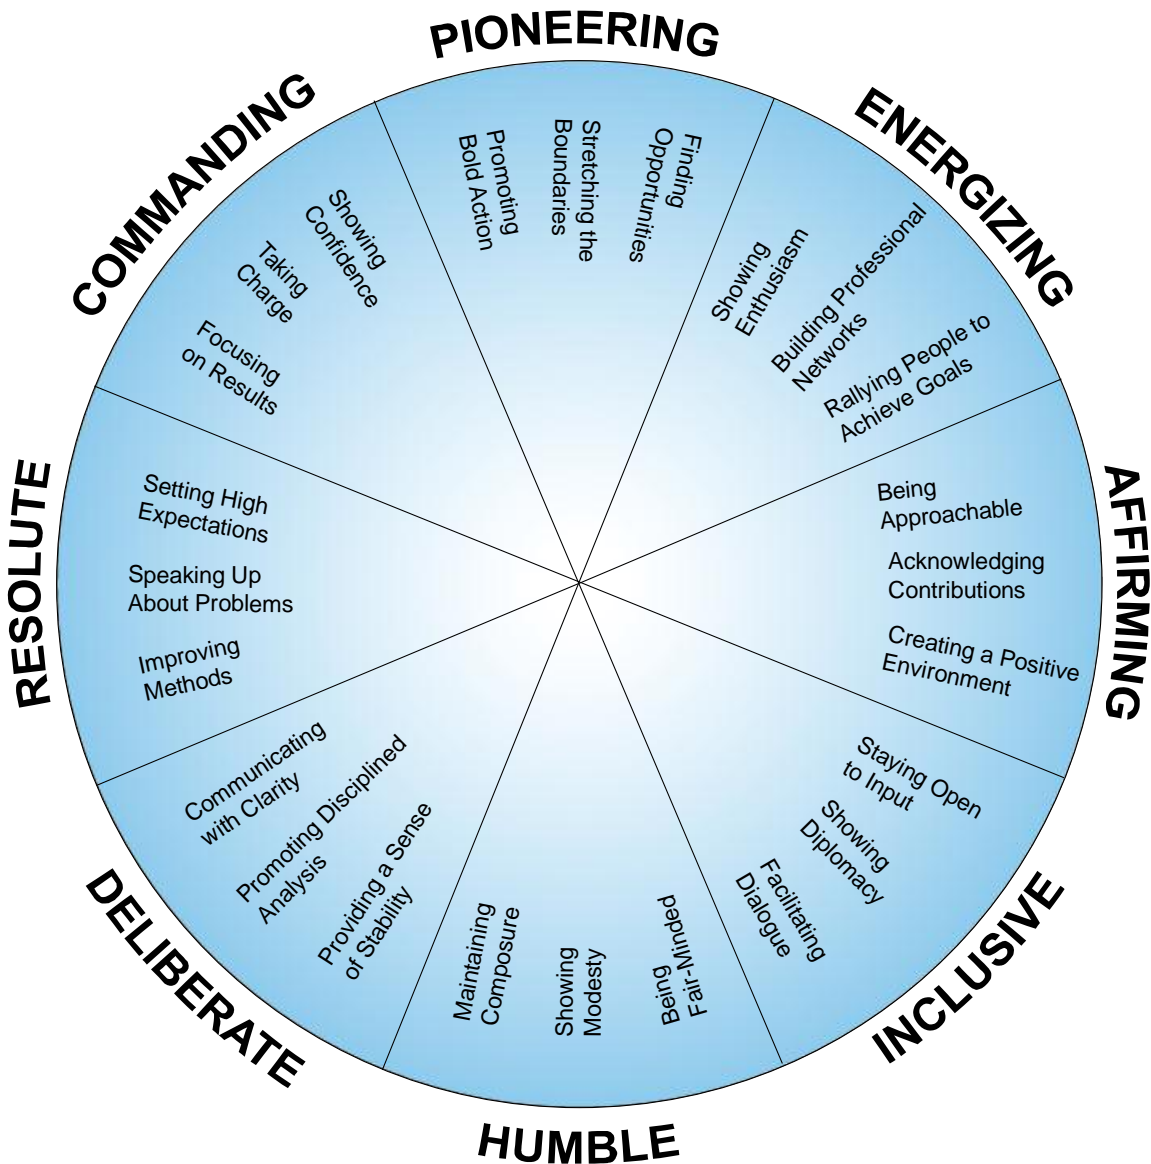 PIONEERING
Promoting
Bold Action
Stretching the
Boundaries
Finding
Opportunities
ENERGIZING
Showing
Enthusiasm
Building Professional
Networks
Rallying People to
Achieve Goals
AFFIRMING
Being
Approachable
Acknowledging
Contributions
Creating a Positive
Environment
INCLUSIVE
Staying Open
to Input
Showing
Diplomacy
Facilitating
Dialogue
HUMBLE
Being
Fair-Minded
Showing
Modesty
Maintaining
Composure
DELIBERATE
Providing a Sense
of Stability
Promoting Disciplined
Analysis
Communicating
with Clarity
RESOLUTE
Improving
Methods
Speaking Up
About Problems
Setting High
Expectations
COMMANDING
Focusing
on Results
Taking
Charge
Showing
Confidence